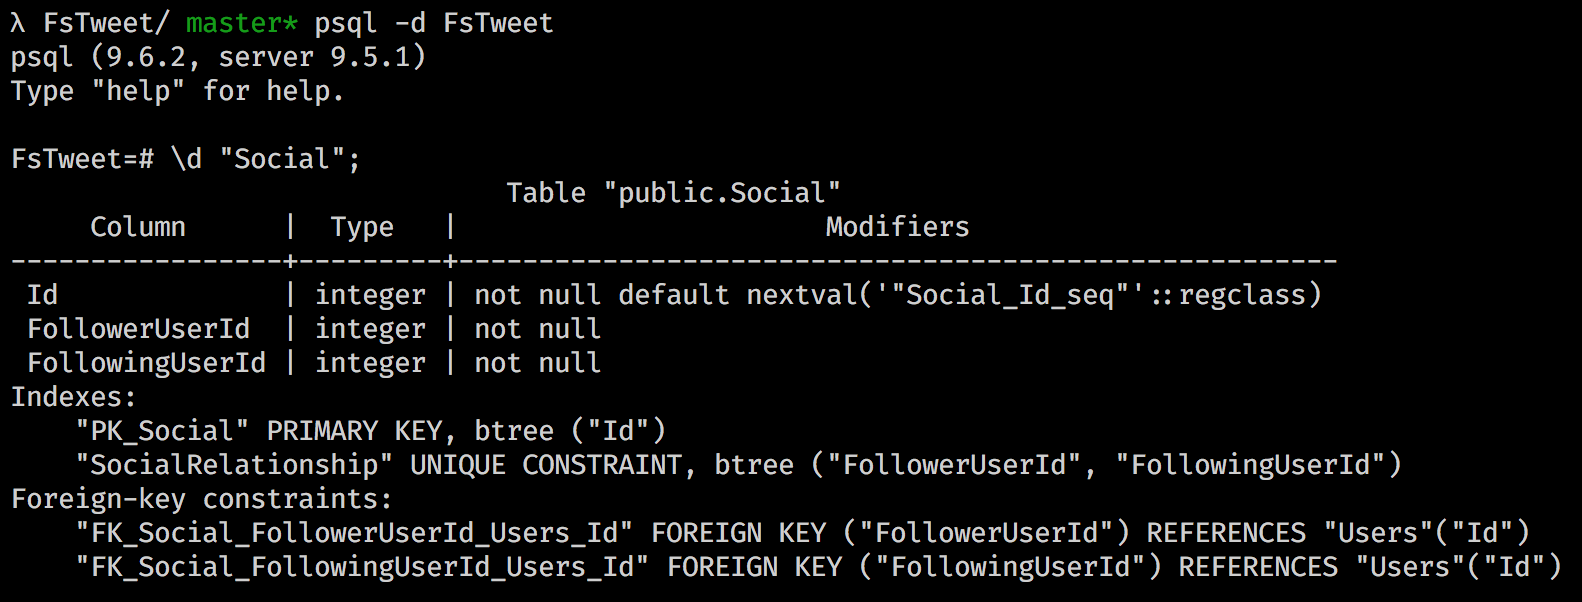 λ FsTweet/ master* psql -d FsTweet
psql (9.6.2, server 9.5.1)
Type "help" for help.

FsTweet=# \d "Social";
                               Table "public.Social"
     Column      |  Type   |                       Modifiers
-----------------+---------+-------------------------------------------------------
 Id              | integer | not null default nextval('"Social_Id_seq"'::regclass)
 FollowerUserId  | integer | not null
 FollowingUserId | integer | not null
Indexes:
    "PK_Social" PRIMARY KEY, btree ("Id")
    "SocialRelationship" UNIQUE CONSTRAINT, btree ("FollowerUserId", "FollowingUserId")
Foreign-key constraints:
    "FK_Social_FollowerUserId_Users_Id" FOREIGN KEY ("FollowerUserId") REFERENCES "Users"("Id")
    "FK_Social_FollowingUserId_Users_Id" FOREIGN KEY ("FollowingUserId") REFERENCES "Users"("Id")